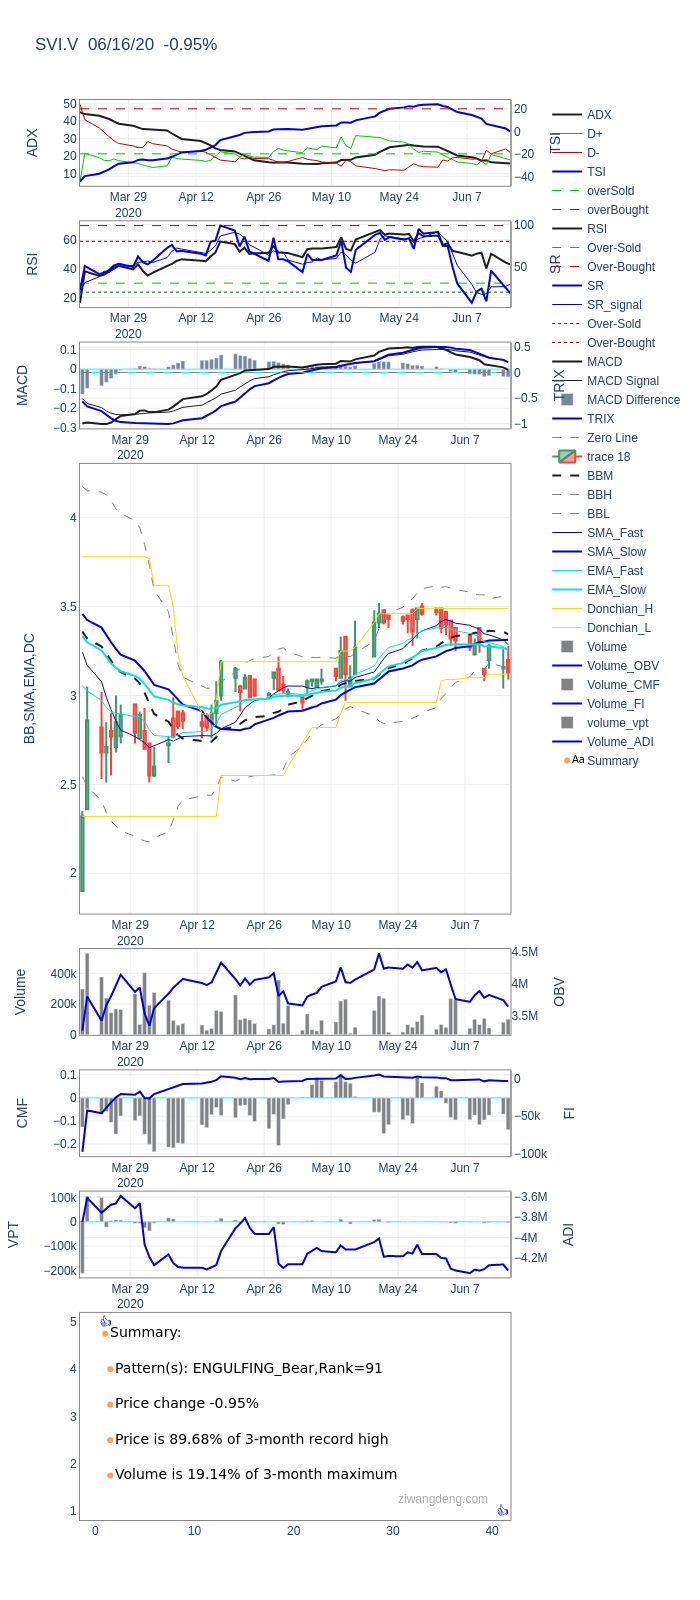 SVI.V 06/16/20 -0.95%
ADX
50
40
30
20
10
20
0
−20
−40
TSI
Mar 29 Apr 12 Apr 26 May 10 May 24 Jun 7
2020
RSI
60
40
20
100
50
SR
Mar 29 Apr 12 Apr 26 May 10 May 24 Jun 7
2020
MACD
0.1
0
−0.1
−0.2
−0.3
0.5
0
−0.5
−1
TRIX
Mar 29 Apr 12 Apr 26 May 10 May 24 Jun 7
2020
BB,SMA,EMA,DC
4
3.5
3
2.5
2
Mar 29 Apr 12 Apr 26 May 10 May 24 Jun 7
2020
Volume
400k
200k
0
4.5M
4M
3.5M
OBV
Mar 29 Apr 12 Apr 26 May 10 May 24 Jun 7
2020
CMF
0.1
0
−0.1
−0.2
0
−50k
−100k
FI
Mar 29 Apr 12 Apr 26 May 10 May 24 Jun 7
2020
VPT
100k
0
−100k
−200k
−3.6M
−3.8M
−4M
−4.2M
ADI
Mar 29 Apr 12 Apr 26 May 10 May 24 Jun 7
2020
5
4
3
2
1
👍
Summary:
Pattern(s): ENGULFING_Bear,Rank=91
Price change -0.95%
Price is 89.68% of 3-month record high
Volume is 19.14% of 3-month maximum
ziwangdeng.com
👍
0 10 20 30 40
ADX
D+
D-
TSI
overSold
overBought
RSI
Over-Sold
Over-Bought
SR
SR_signal
Over-Sold
Over-Bought
MACD
MACD Signal
MACD Difference
TRIX
Zero Line
trace 18
BBM
BBH
BBL
SMA_Fast
SMA_Slow
EMA_Fast
EMA_Slow
Donchian_H
Donchian_L
Volume
Volume_OBV
Volume_CMF
Volume_FI
volume_vpt
Volume_ADI
Aa Summary